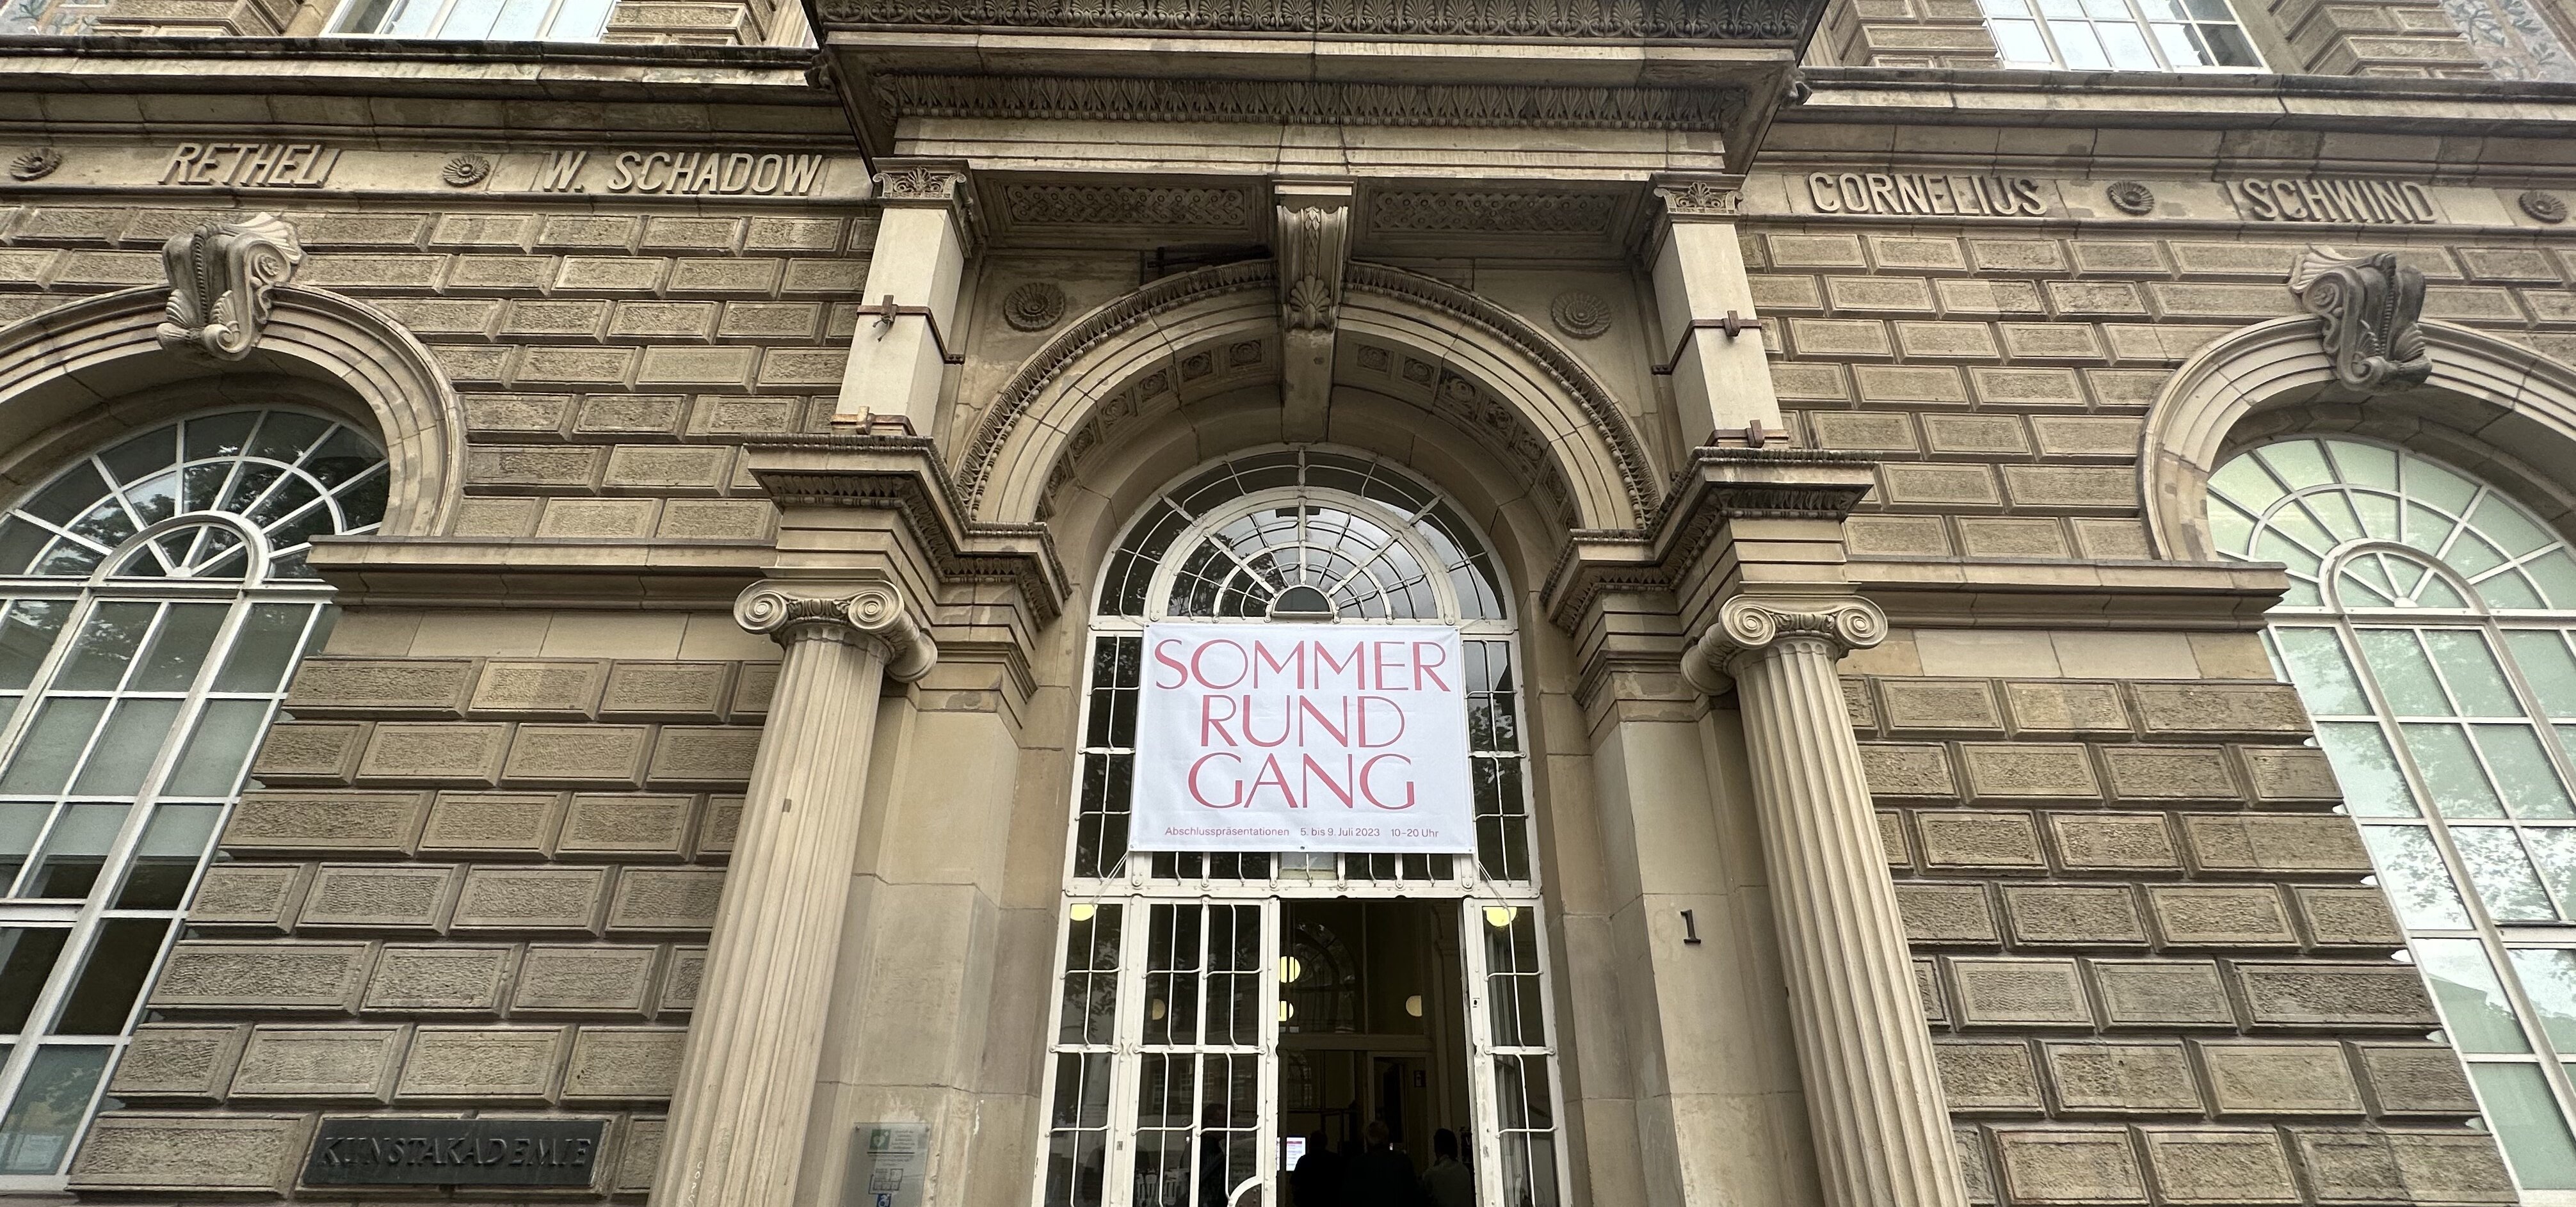 RETHEL
W. SCHADOW
CORNELIUS
SCHWIND
SOMMER
RUND
GANG
Abschlusspräsentationen 5. bis 9. Juli 2023 10–20 Uhr
1
KUNSTAKADEMIE